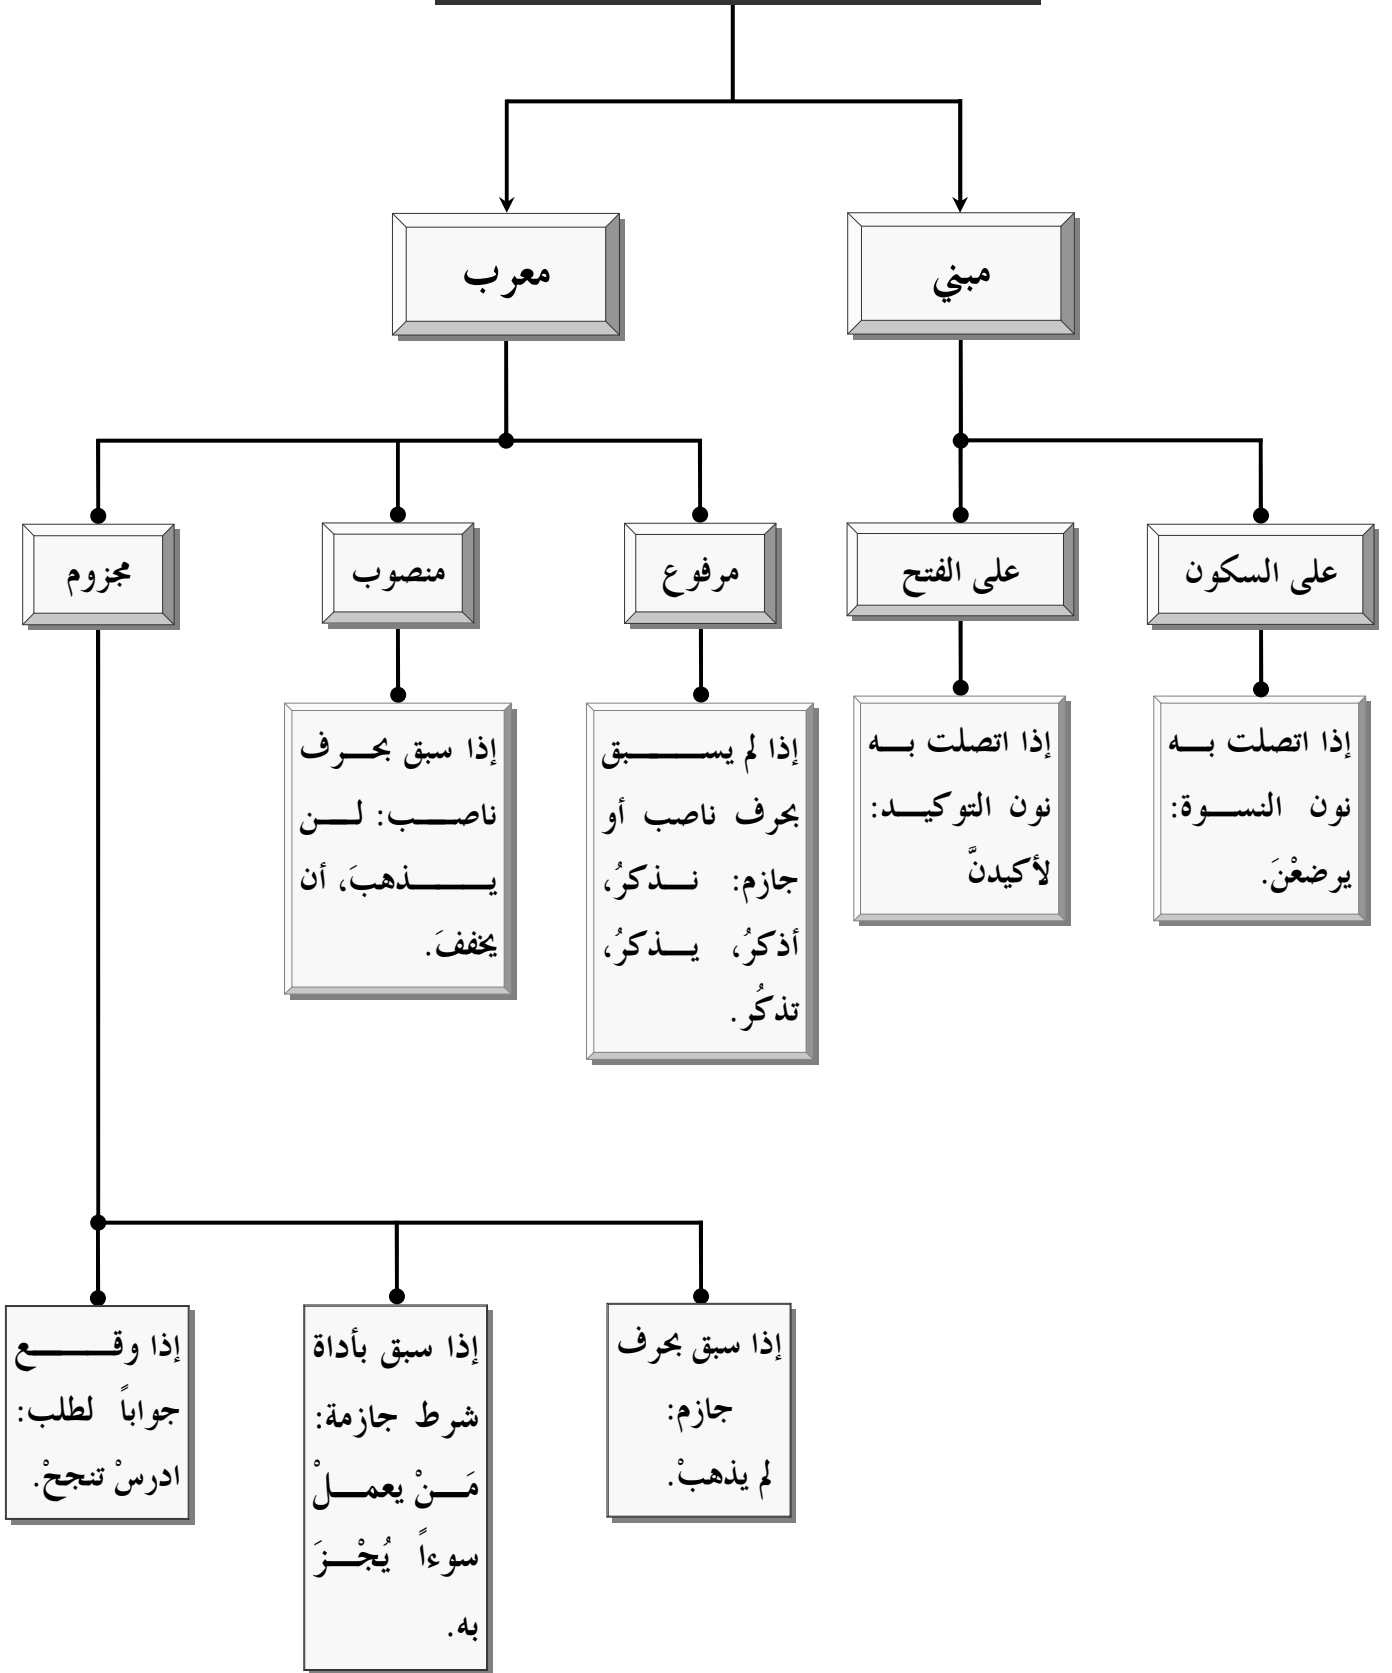 مبني
معرب
على السكون
على الفتح
مرفوع
منصوب
مجزوم
إذا اتصلت به
نون النسوة:
يرضعْنَ.
إذا اتصلت به
نون التوكيد:
لأكيدنَّ
إذا لم يسبق
بحرف ناصب أو
جازم: نذكرُ،
أذكرُ، يذكرُ،
تذكُر.
إذا سبق بحرف
ناصب: لن
يذهبَ، أن
يخففَ.
إذا سبق بحرف
جازم:
لم يذهبْ.
إذا سبق بأداة
شرط جازمة:
مَنْ يعملْ
سوءاً يُجْزَ
به.
إذا وقع
جواباً لطلب:
ادرسْ تنجحْ.